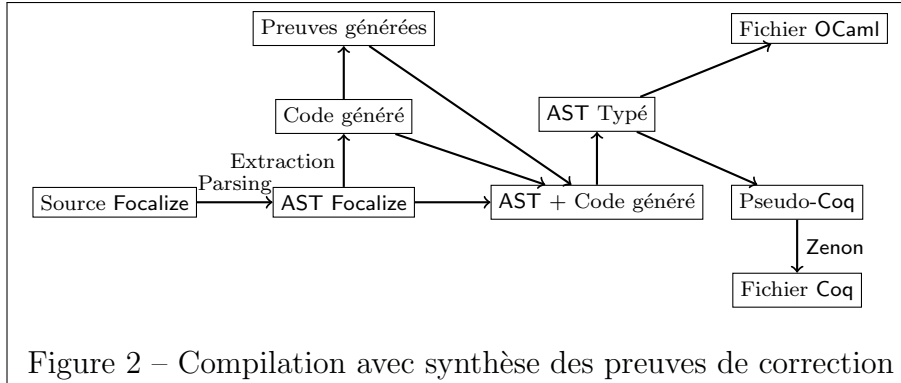 Preuves générées
Fichier OCaml
Code généré
AST Typé
Extraction
Parsing
Source Focalize
AST Focalize
AST + Code généré
Pseudo-Coq
Zenon
Fichier Coq
Figure 2 – Compilation avec synthèse des preuves de correction